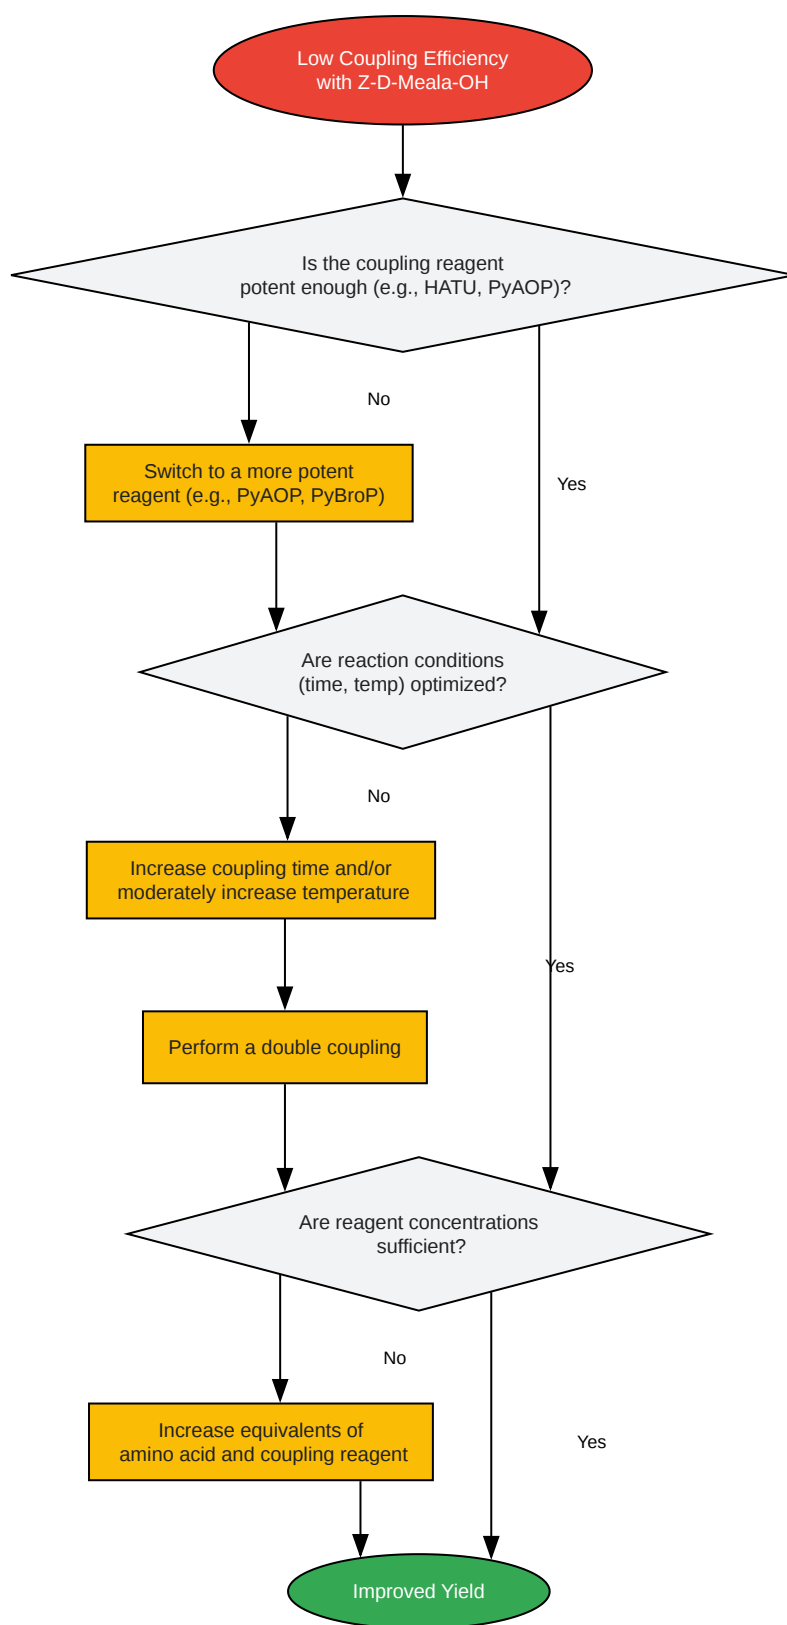 Low Coupling Efficiency
with Z-D-Meala-OH
Is the coupling reagent
potent enough (e.g., HATU, PyAOP)?
No
Switch to a more potent
reagent (e.g., PyAOP, PyBroP)
Yes
Are reaction conditions
(time, temp) optimized?
No
Increase coupling time and/or
moderately increase temperature
Yes
Perform a double coupling
Are reagent concentrations
sufficient?
No
Increase equivalents of
amino acid and coupling reagent
Yes
Improved Yield